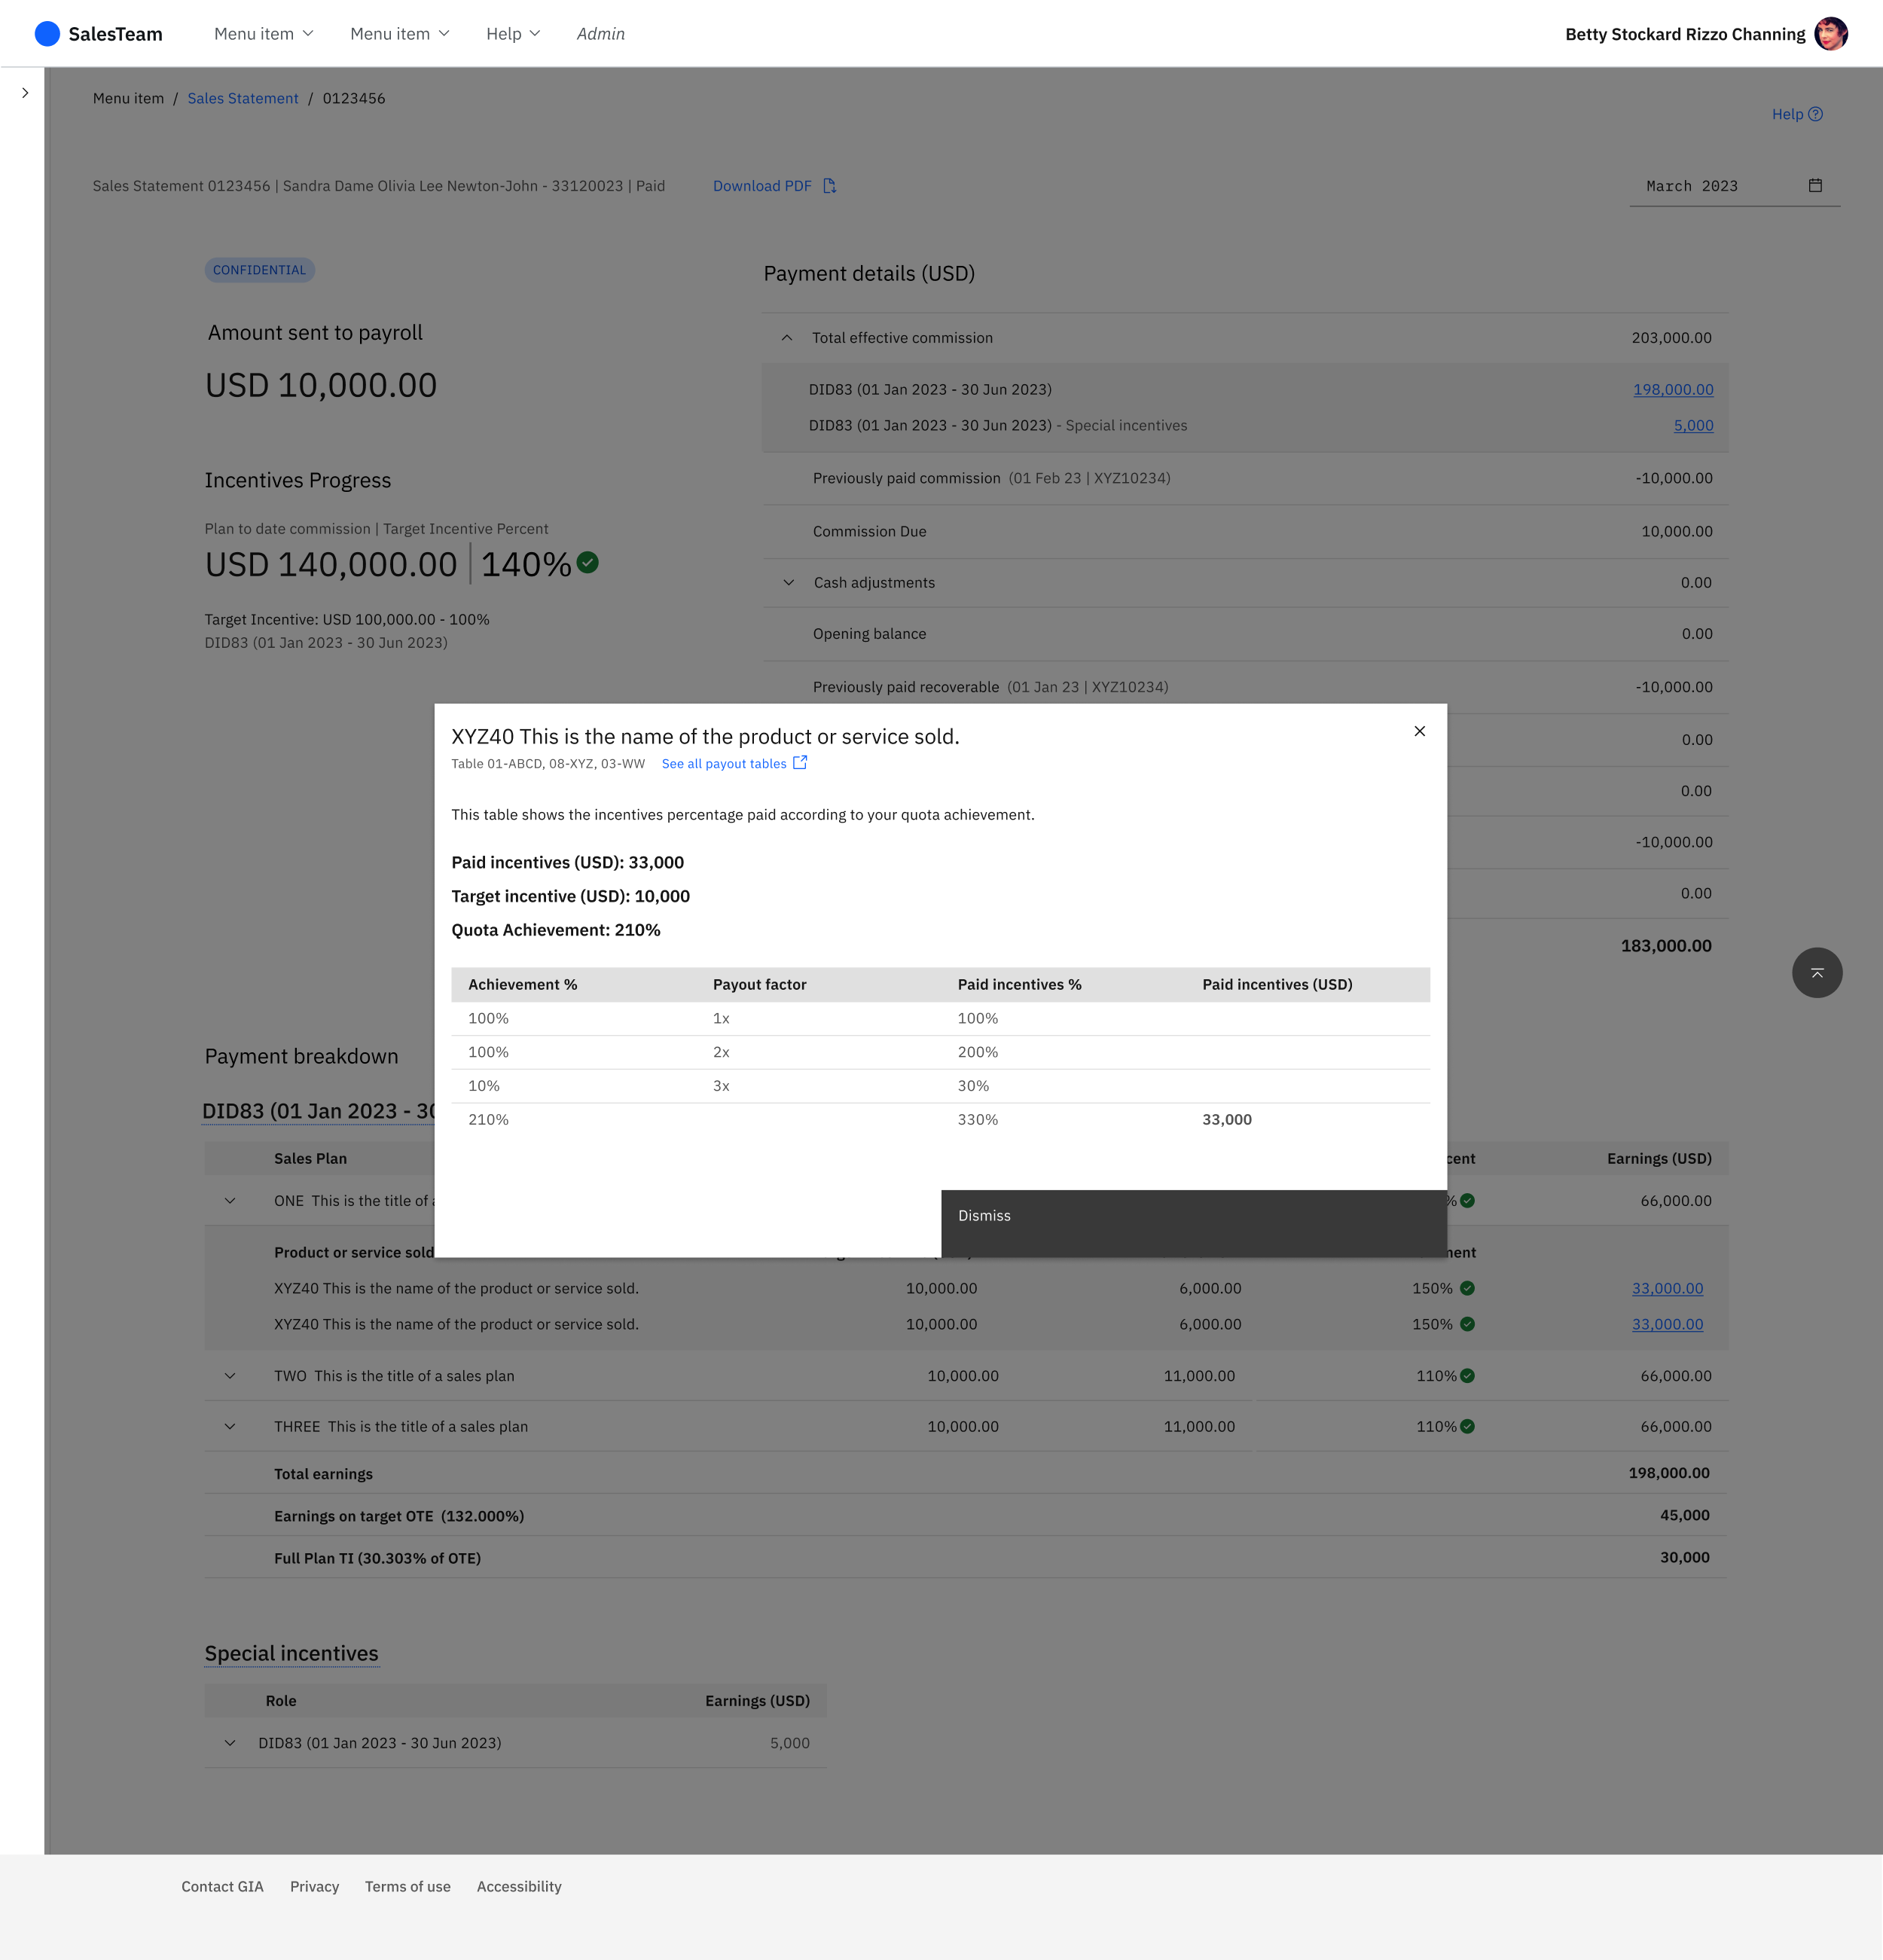 SalesTeam Menu item Menu item Help Admin Betty Stockard Rizzo Channing
Menu item / Sales Statement / 0123456
Help
Sales Statement 0123456 | Sandra Dame Olivia Lee Newton-John - 33120023 | Paid Download PDF March 2023
CONFIDENTIAL
Amount sent to payroll
USD 10,000.00
Incentives Progress
Plan to date commission | Target Incentive Percent
USD 140,000.00 140%
Target Incentive: USD 100,000.00 - 100%
DID83 (01 Jan 2023 - 30 Jun 2023)
Payment details (USD)
Total effective commission 203,000.00
DID83 (01 Jan 2023 - 30 Jun 2023) 198,000.00
DID83 (01 Jan 2023 - 30 Jun 2023) - Special incentives 5,000
Previously paid commission (01 Feb 23 | XYZ10234) -10,000.00
Commission Due 10,000.00
Cash adjustments 0.00
Opening balance 0.00
Previously paid recoverable (01 Jan 23 | XYZ10234) -10,000.00
0.00
0.00
-10,000.00
0.00
183,000.00
XYZ40 This is the name of the product or service sold.
Table 01-ABCD, 08-XYZ, 03-WW See all payout tables
This table shows the incentives percentage paid according to your quota achievement.
Paid incentives (USD): 33,000
Target incentive (USD): 10,000
Quota Achievement: 210%
Achievement % Payout factor Paid incentives % Paid incentives (USD)
100% 1x 100%
100% 2x 200%
10% 3x 30%
210% 330% 33,000
Dismiss
Payment breakdown
DID83 (01 Jan 2023 - 30
Sales Plan cent Earnings (USD)
ONE This is the title of a % 66,000.00
Product or service sold ment
XYZ40 This is the name of the product or service sold. 10,000.00 6,000.00 150% 33,000.00
XYZ40 This is the name of the product or service sold. 10,000.00 6,000.00 150% 33,000.00
TWO This is the title of a sales plan 10,000.00 11,000.00 110% 66,000.00
THREE This is the title of a sales plan 10,000.00 11,000.00 110% 66,000.00
Total earnings 198,000.00
Earnings on target OTE (132.000%) 45,000
Full Plan TI (30.303% of OTE) 30,000
Special incentives
Role Earnings (USD)
DID83 (01 Jan 2023 - 30 Jun 2023) 5,000
Contact GIA Privacy Terms of use Accessibility